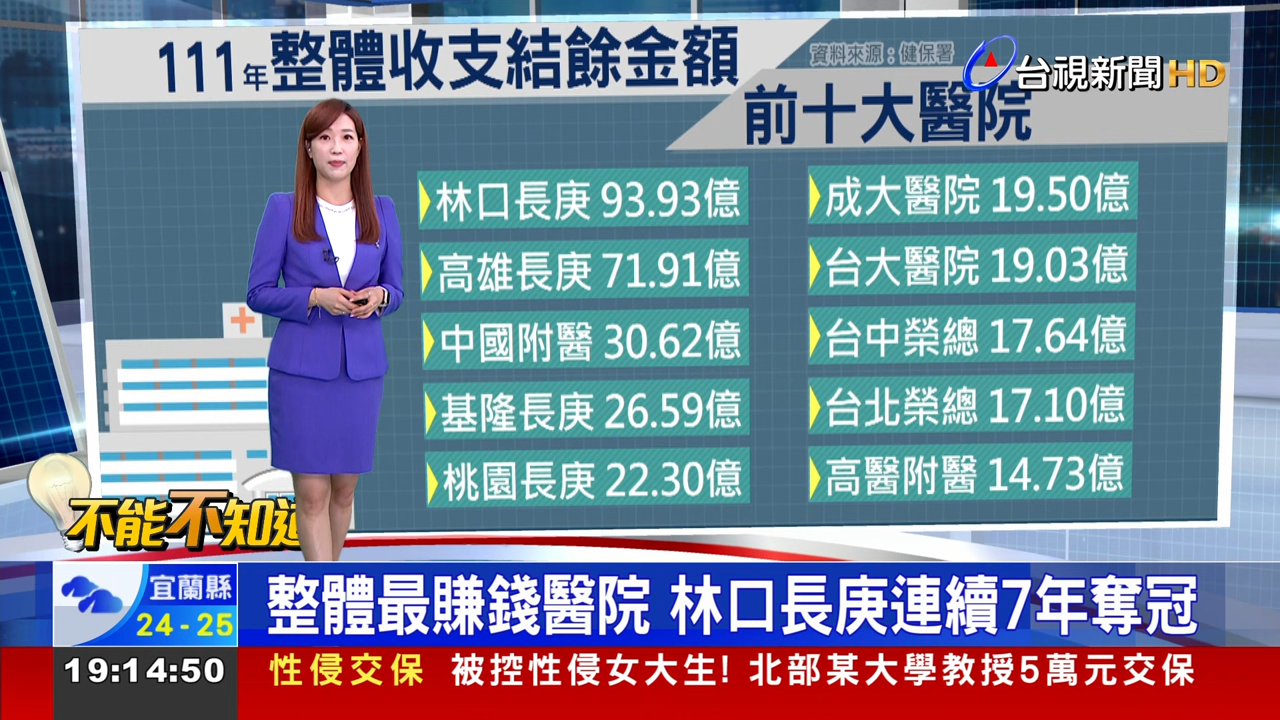 111年整體收支結餘金額
資料來源：健保署
台視新聞HD
前十大醫院
林口長庚 93.93億
高雄長庚 71.91億
中國附醫 30.62億
基隆長庚 26.59億
桃園長庚 22.30億
成大醫院 19.50億
台大醫院 19.03億
台中榮總 17.64億
台北榮總 17.10億
高醫附醫 14.73億
不能不知道
宜蘭縣
24-25
整體最賺錢醫院 林口長庚連續7年奪冠
19:14:50
性侵交保 被控性侵女大生! 北部某大學教授5萬元交保